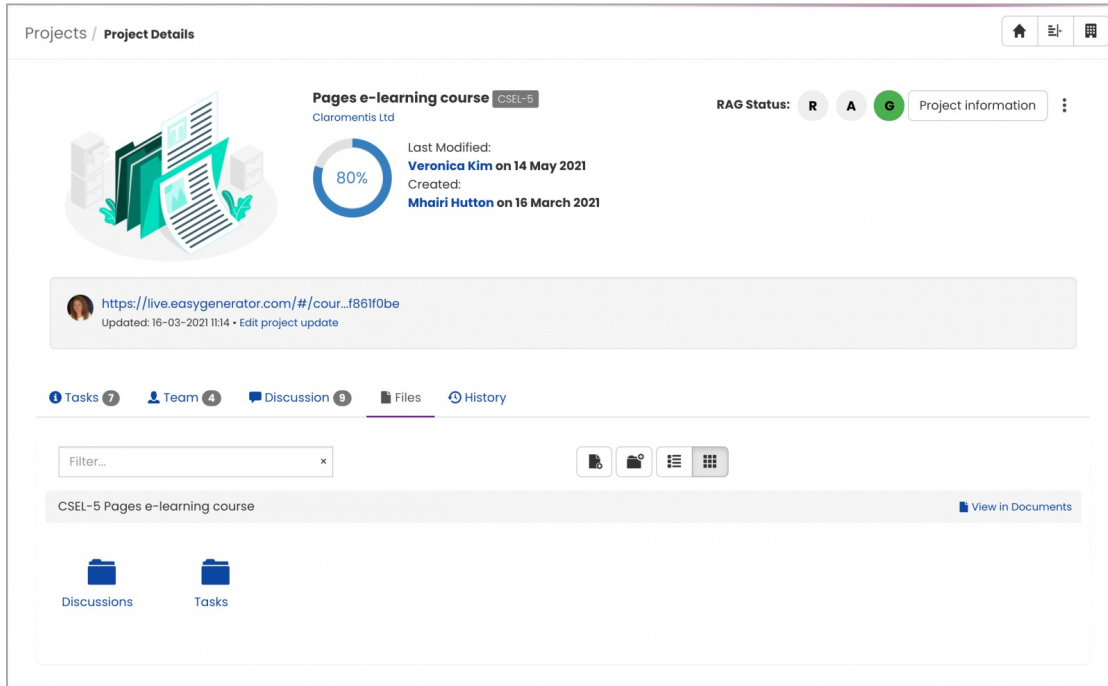 Projects / Project Details
Pages e-learning course CSEL-5
Claromentis Ltd
RAG Status: R A G Project information
80%
Last Modified:
Veronica Kim on 14 May 2021
Created:
Mhairi Hutton on 16 March 2021
https://live.easygenerator.com/#/cour...f861f0be
Updated: 16-03-2021 11:14 • Edit project update
Tasks 7 Team 4 Discussion 9 Files History
Filter... ×
CSEL-5 Pages e-learning course View in Documents
Discussions Tasks